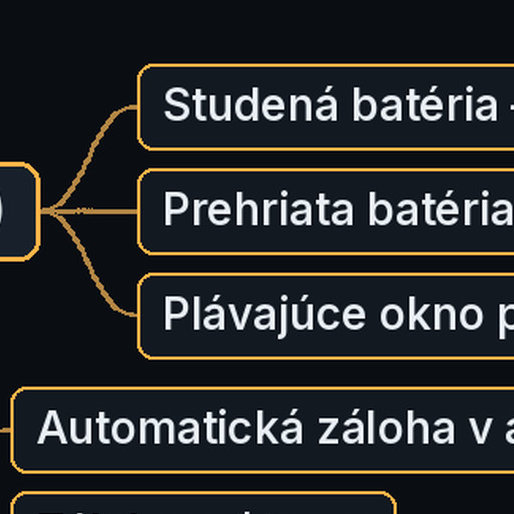 )
Studená batéria -
Prehriata batéria
Plávajúce okno p
Automatická záloha v a